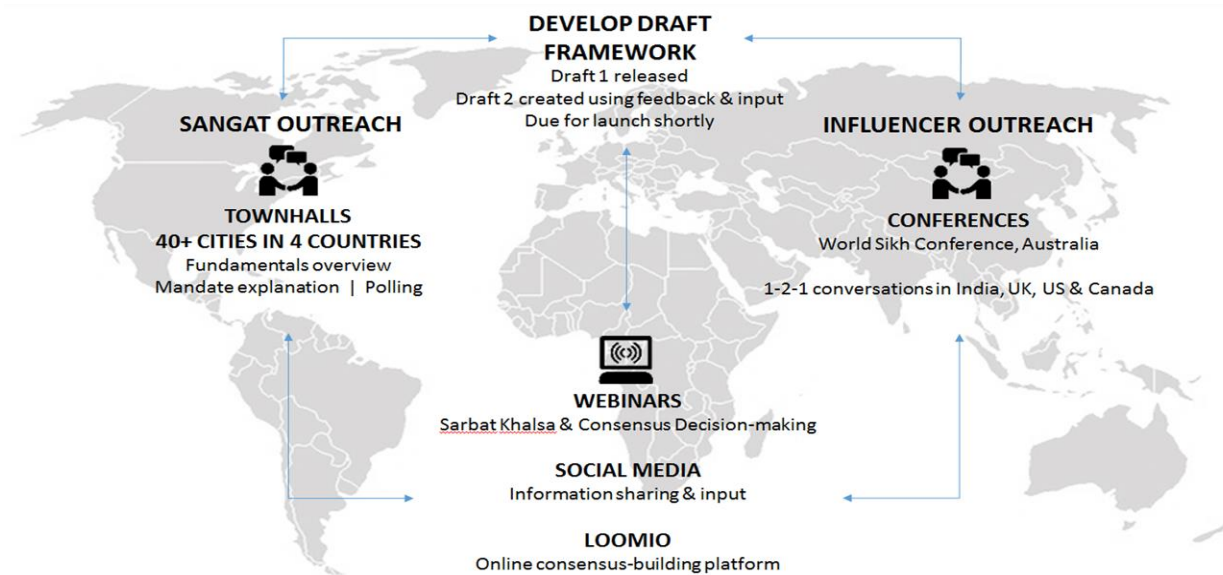 DEVELOP DRAFT
FRAMEWORK
Draft 1 released
Draft 2 created using feedback & input
Due for launch shortly
SANGAT OUTREACH
TOWNHALLS
40+ CITIES IN 4 COUNTRIES
Fundamentals overview
Mandate explanation | Polling
INFLUENCER OUTREACH
CONFERENCES
World Sikh Conference, Australia
1-2-1 conversations in India, UK, US & Canada
WEBINARS
Sarbat Khalsa & Consensus Decision-making
SOCIAL MEDIA
Information sharing & input
LOOMIO
Online consensus-building platform